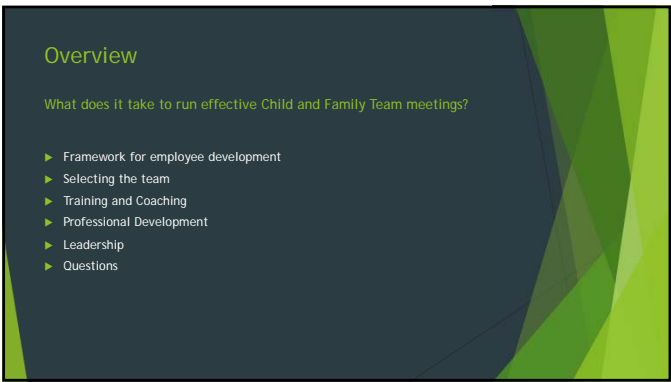 Overview
What does it take to run effective Child and Family Team meetings?
Framework for employee development
Selecting the team
Training and Coaching
Professional Development
Leadership
Questions